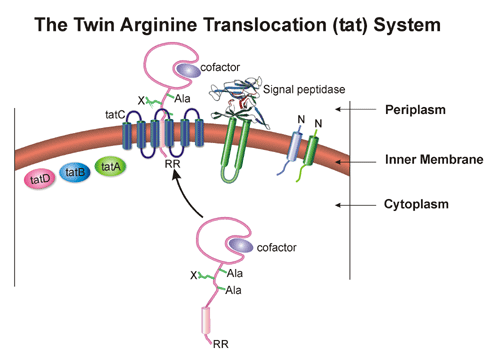 The Twin Arginine Translocation (tat) System
cofactor
Signal peptidase
X
Ala
tatC
Periplasm
N
N
Inner Membrane
RR
tatD
tatB
tatA
Cytoplasm
cofactor
X
Ala
Ala
RR